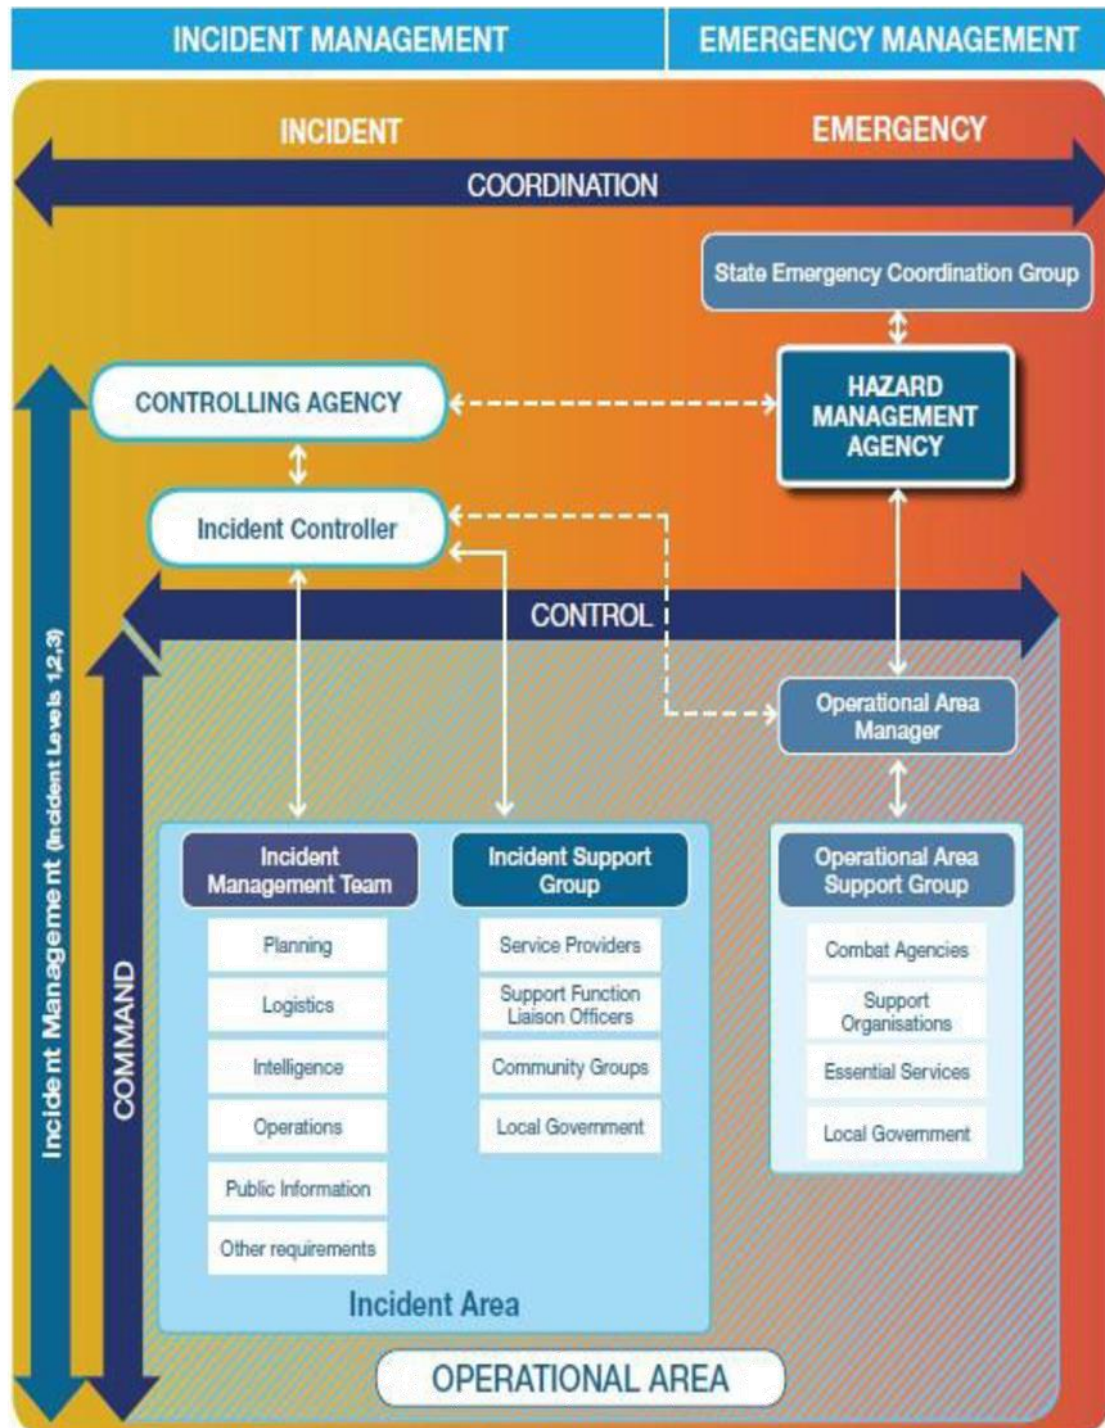 INCIDENT MANAGEMENT
EMERGENCY MANAGEMENT
INCIDENT
EMERGENCY
COORDINATION
State Emergency Coordination Group
CONTROLLING AGENCY
HAZARD
MANAGEMENT
AGENCY
Incident Controller
CONTROL
Incident Management (Incident Levels 1,2,3)
COMMAND
Operational Area
Manager
Incident
Management Team
Planning
Logistics
Intelligence
Operations
Public Information
Other requirements
Incident Support
Group
Service Providers
Support Function
Liaison Officers
Community Groups
Local Government
Operational Area
Support Group
Combat Agencies
Support
Organisations
Essential Services
Local Government
Incident Area
OPERATIONAL AREA